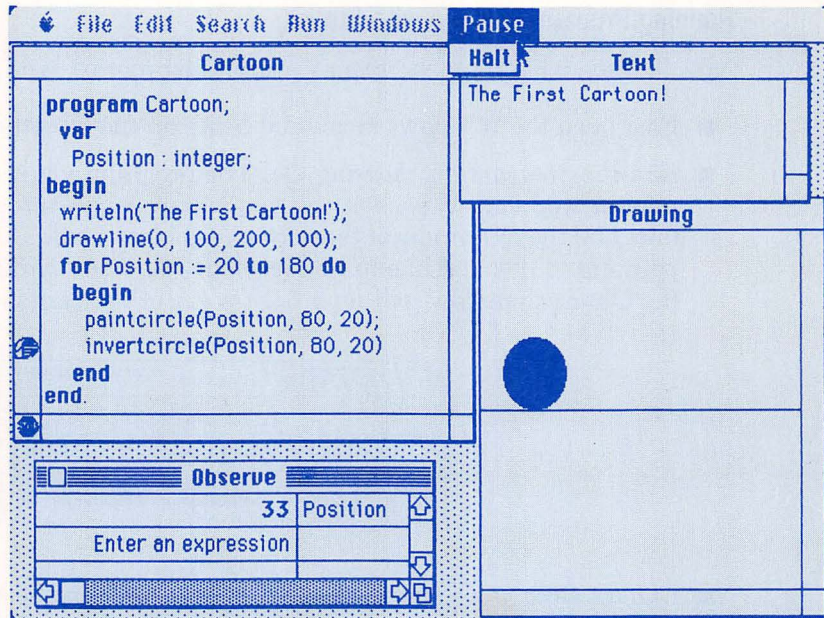 File Edit Search Run Windows Pause
Halt
Cartoon
program Cartoon;
var
Position : integer;
begin
writeln('The First Cartoon!');
drawline(0, 100, 200, 100);
for Position := 20 to 180 do
begin
paintcircle(Position, 80, 20);
invertcircle(Position, 80, 20)
end
end.
Text
The First Cartoon!
Drawing
Observe
33 Position
Enter an expression